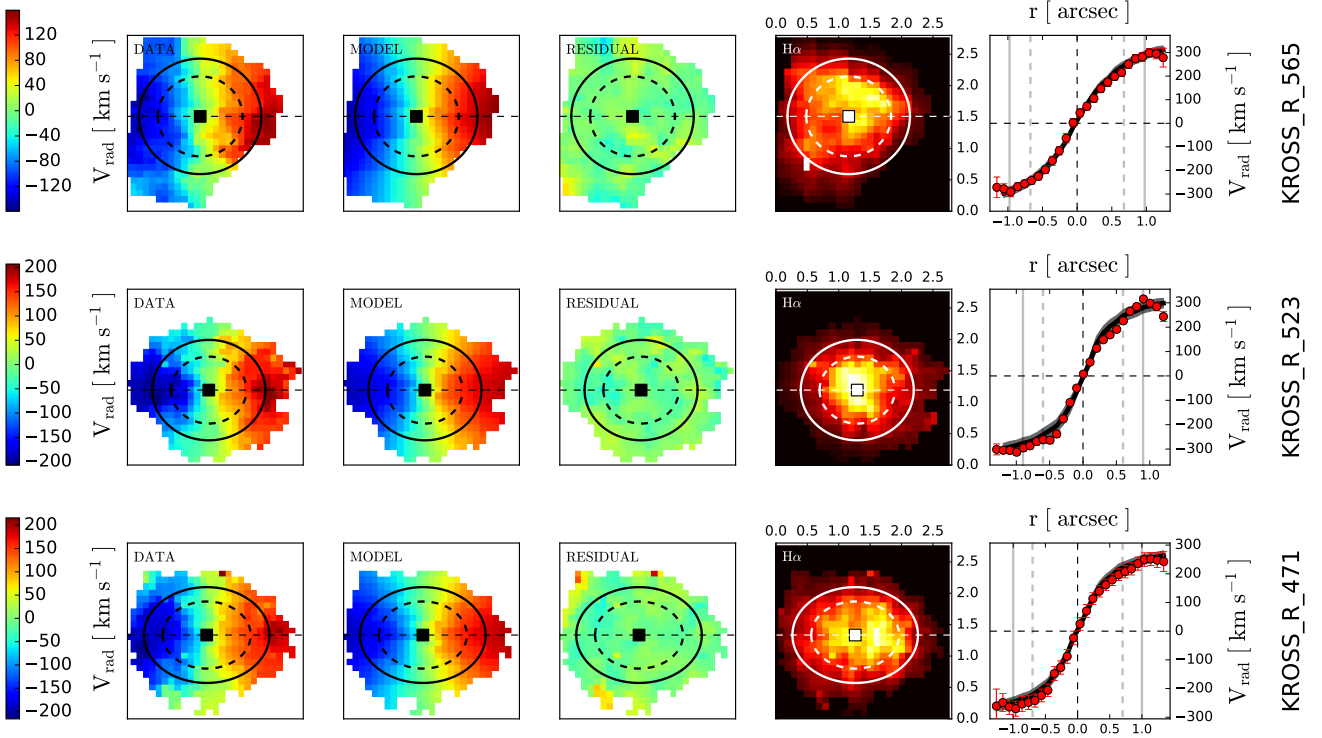 r [ arcsec ]
0.0 0.5 1.0 1.5 2.0 2.5
120
80
40
0
−40
−80
−120
V_rad [ km s⁻¹ ]
DATA
MODEL
RESIDUAL
Hα
2.5
2.0
1.5
1.0
0.5
0.0
300
200
100
0
−100
−200
−300
V_rad [ km s⁻¹ ]
KROSS_R_565
−1.0 −0.5 0.0 0.5 1.0
r [ arcsec ]
0.0 0.5 1.0 1.5 2.0 2.5
200
150
100
50
0
−50
−100
−150
−200
V_rad [ km s⁻¹ ]
DATA
MODEL
RESIDUAL
Hα
2.5
2.0
1.5
1.0
0.5
0.0
300
200
100
0
−100
−200
−300
V_rad [ km s⁻¹ ]
KROSS_R_523
−1.0 −0.5 0.0 0.5 1.0
r [ arcsec ]
0.0 0.5 1.0 1.5 2.0 2.5
200
150
100
50
0
−50
−100
−150
−200
V_rad [ km s⁻¹ ]
DATA
MODEL
RESIDUAL
Hα
2.5
2.0
1.5
1.0
0.5
0.0
300
200
100
0
−100
−200
−300
V_rad [ km s⁻¹ ]
KROSS_R_471
−1.0 −0.5 0.0 0.5 1.0